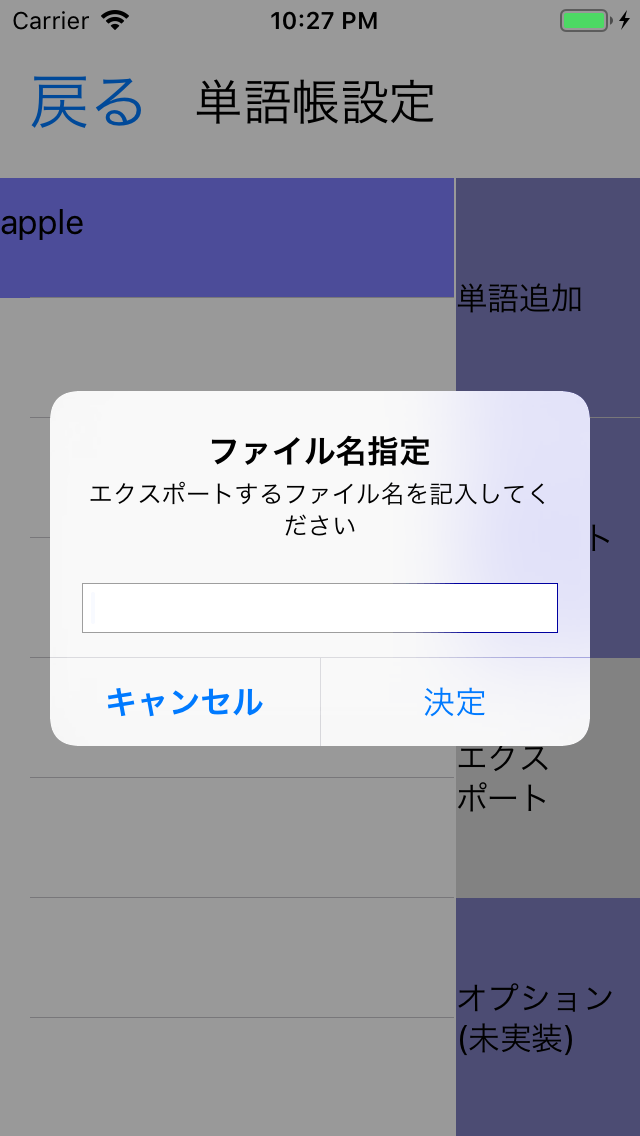 Carrier 10:27 PM
戻る 単語帳設定
apple
単語追加
ファイル名指定
エクスポートするファイル名を記入してく
ださい
ト
キャンセル 決定
エクス
ポート
オプション
(未実装)